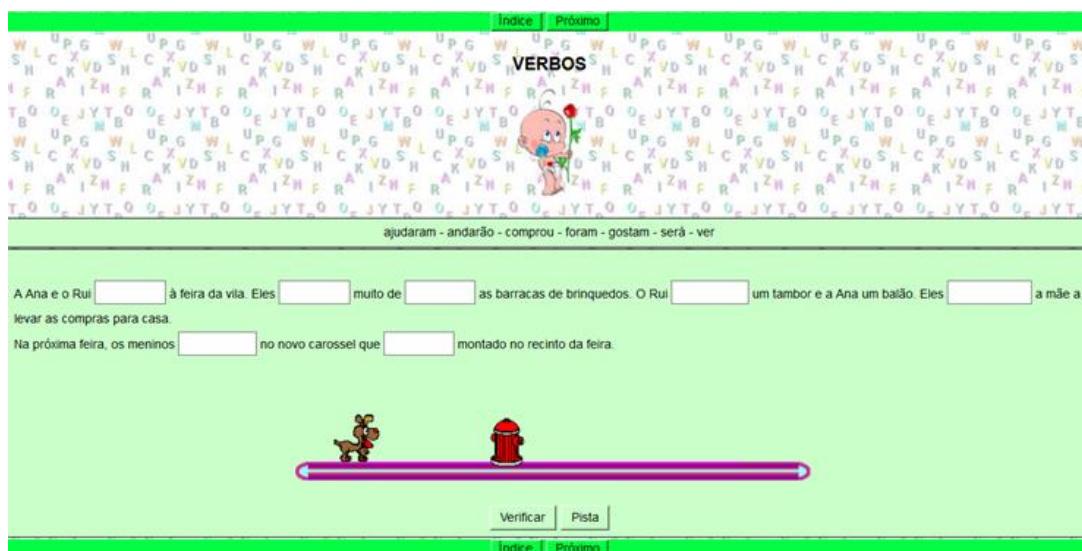 Índice Próximo
VERBOS
ajudaram - andarão - comprou - foram - gostam - será - ver
A Ana e o Rui à feira da vila. Eles muito de as barracas de brinquedos. O Rui um tambor e a Ana um balão. Eles a mãe a
levar as compras para casa.
Na próxima feira, os meninos no novo carossel que montado no recinto da feira.
Verificar Pista
Índice Próximo